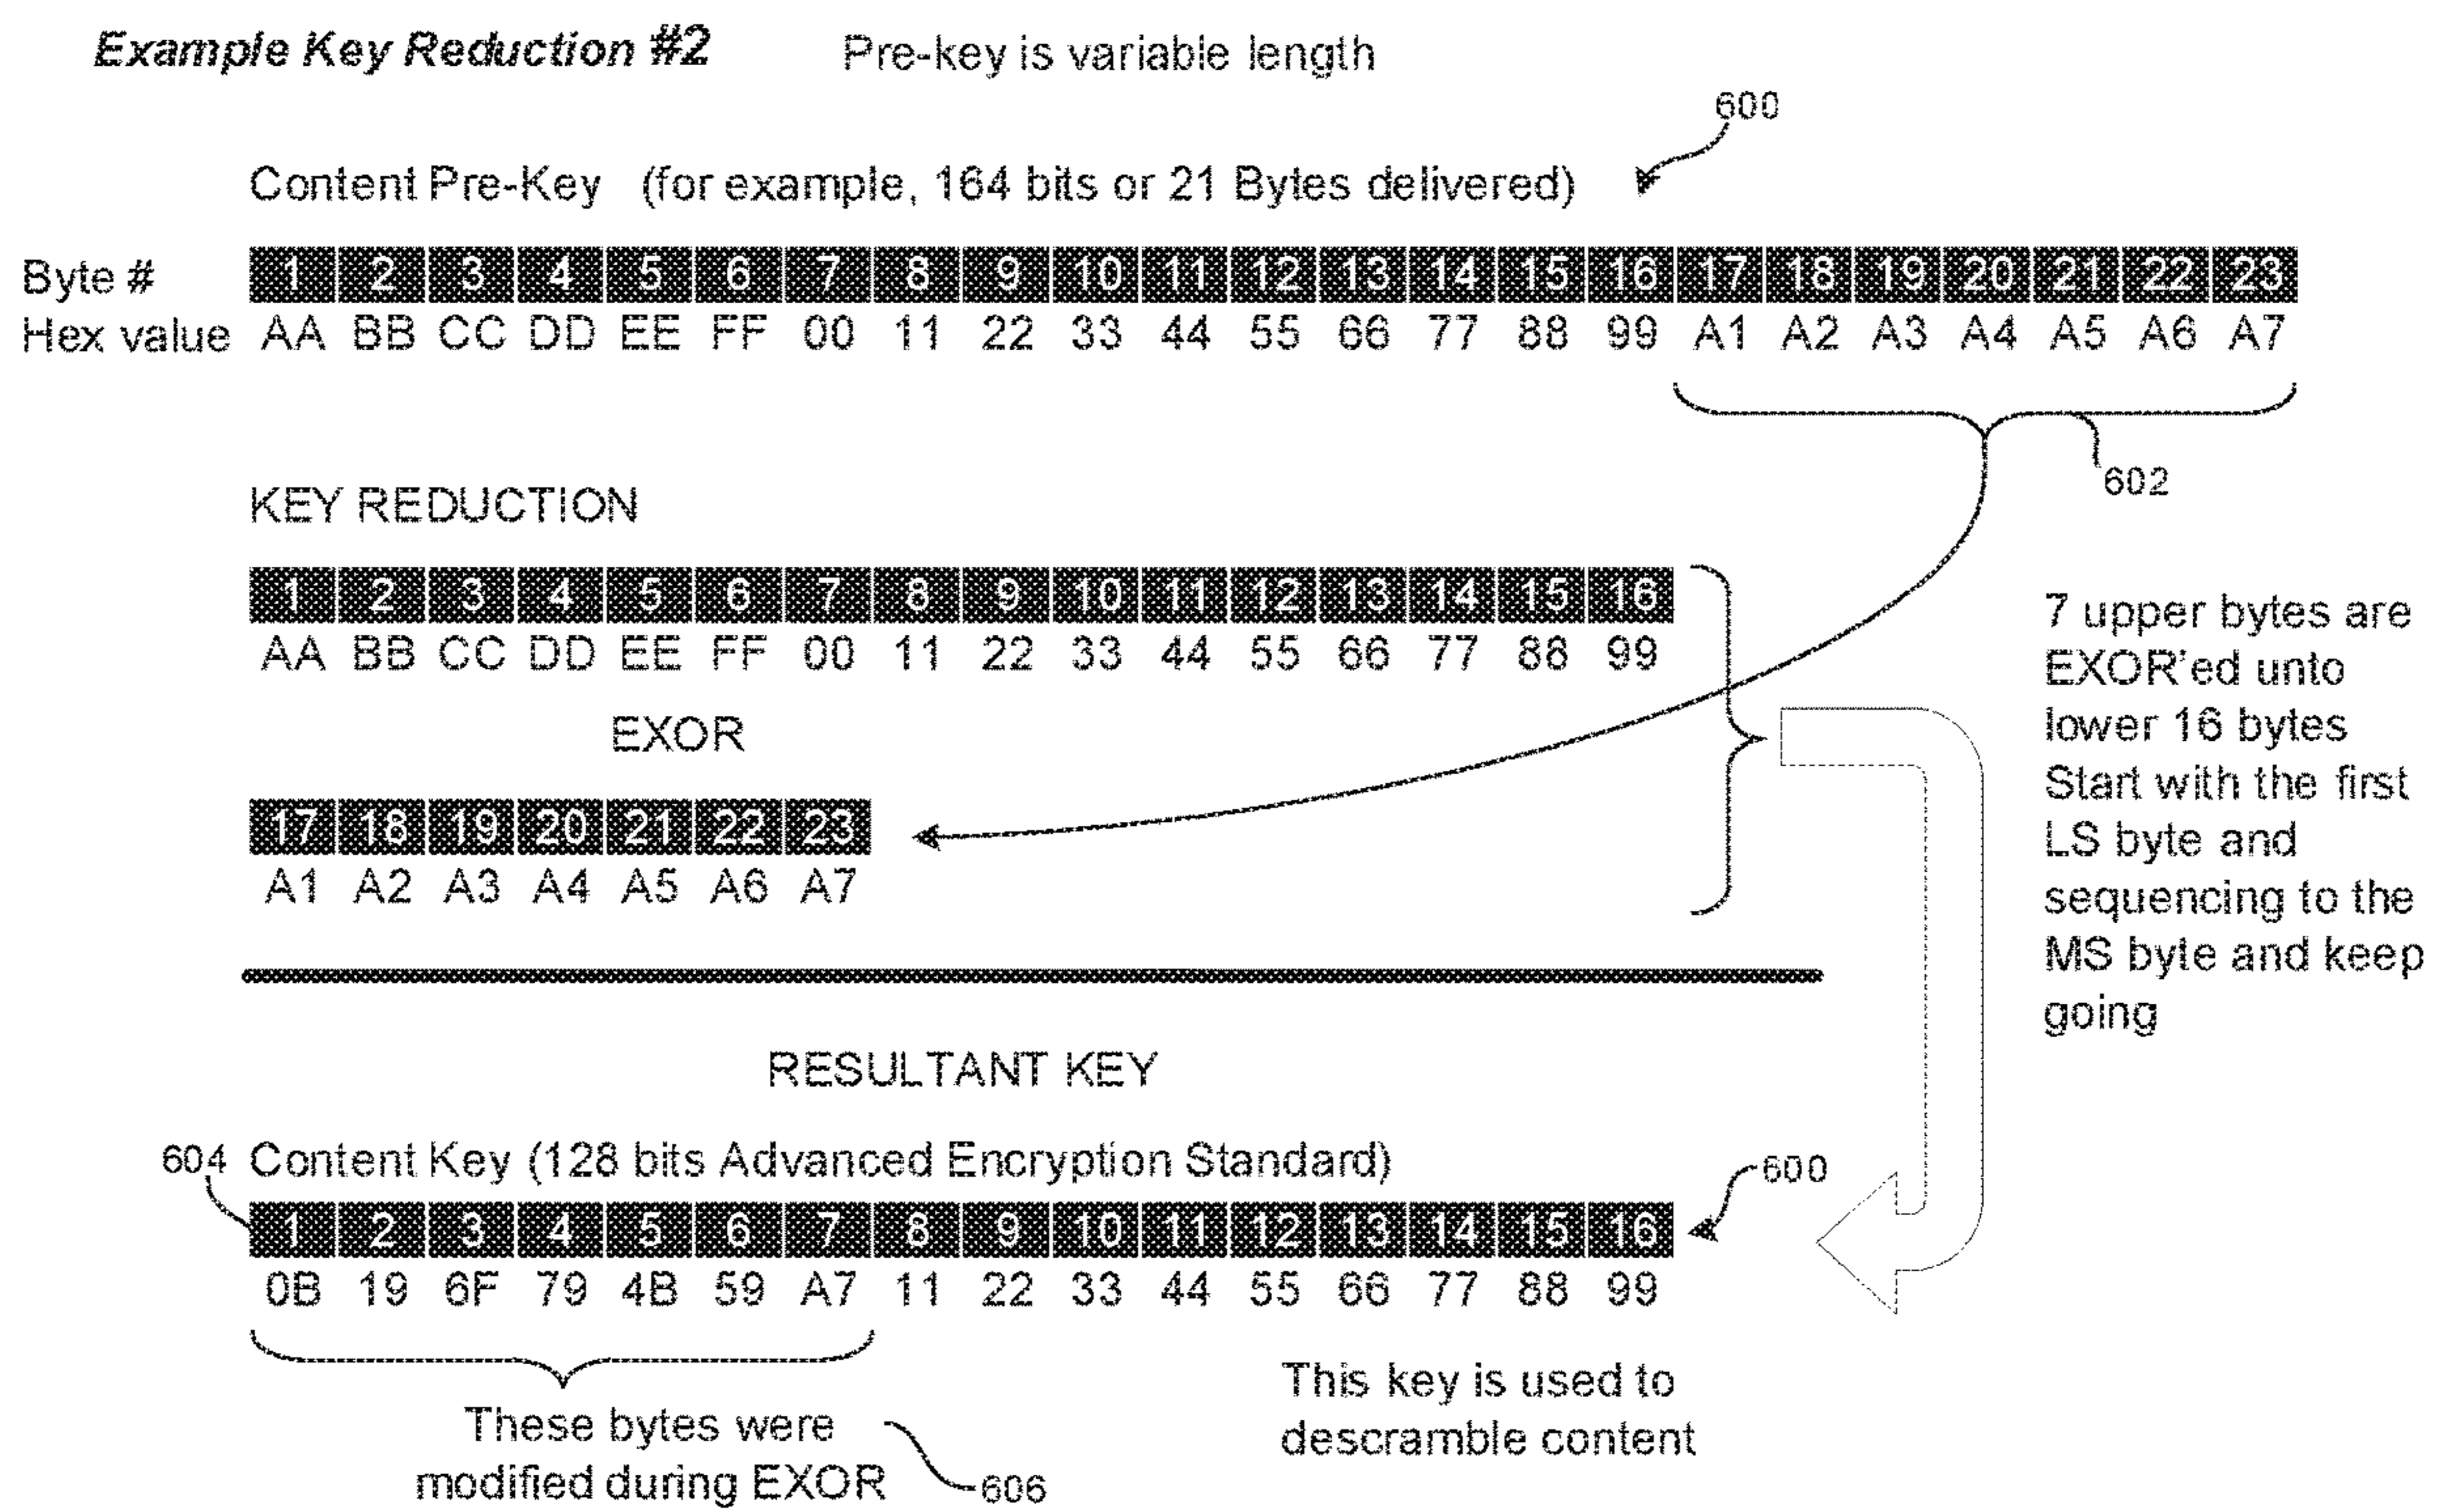 Example Key Reduction #2 Pre-key is variable length
600
Content Pre-Key (for example, 164 bits or 21 Bytes delivered)
Byte # 1 2 3 4 5 6 7 8 9 10 11 12 13 14 15 16 17 18 19 20 21 22 23
Hex value AA BB CC DD EE FF 00 11 22 33 44 55 66 77 88 99 A1 A2 A3 A4 A5 A6 A7
602
KEY REDUCTION
1 2 3 4 5 6 7 8 9 10 11 12 13 14 15 16
AA BB CC DD EE FF 00 11 22 33 44 55 66 77 88 99
EXOR
17 18 19 20 21 22 23
A1 A2 A3 A4 A5 A6 A7
7 upper bytes are
EXOR'ed unto
lower 16 bytes
Start with the first
LS byte and
sequencing to the
MS byte and keep
going
RESULTANT KEY
604 Content Key (128 bits Advanced Encryption Standard) 600
1 2 3 4 5 6 7 8 9 10 11 12 13 14 15 16
0B 19 6F 79 4B 59 A7 11 22 33 44 55 66 77 88 99
These bytes were
modified during EXOR
606
This key is used to
descramble content